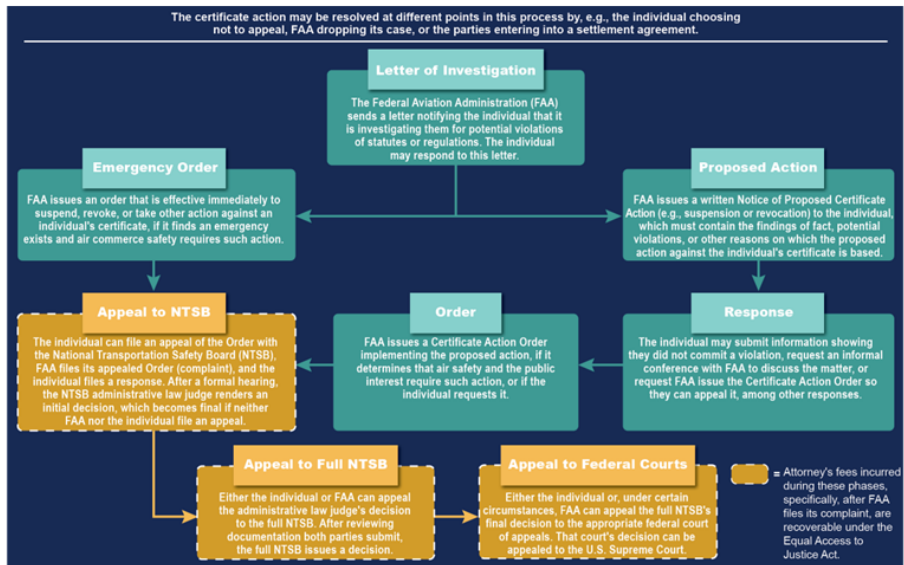 The certificate action may be resolved at different points in this process by, e.g., the individual choosing
not to appeal, FAA dropping its case, or the parties entering into a settlement agreement.
Letter of Investigation
The Federal Aviation Administration (FAA)
sends a letter notifying the individual that it
is investigating them for potential violations
of statutes or regulations. The individual
may respond to this letter.
Emergency Order
FAA issues an order that is effective immediately to
suspend, revoke, or take other action against an
individual's certificate, if it finds an emergency
exists and air commerce safety requires such action.
Proposed Action
FAA issues a written Notice of Proposed Certificate
Action (e.g., suspension or revocation) to the individual,
which must contain the findings of fact, potential
violations, or other reasons on which the proposed
action against the individual's certificate is based.
Appeal to NTSB
The individual can file an appeal of the Order with
the National Transportation Safety Board (NTSB),
FAA files its appealed Order (complaint), and the
individual files a response. After a formal hearing,
the NTSB administrative law judge renders an
initial decision, which becomes final if neither
FAA nor the individual file an appeal.
Order
FAA issues a Certificate Action Order
implementing the proposed action, if it
determines that air safety and the public
interest require such action, or if the
individual requests it.
Response
The individual may submit information showing
they did not commit a violation, request an informal
conference with FAA to discuss the matter, or
request FAA issue the Certificate Action Order so
they can appeal it, among other responses.
Appeal to Full NTSB
Either the individual or FAA can appeal
the administrative law judge's decision
to the full NTSB. After reviewing
documentation both parties submit,
the full NTSB issues a decision.
Appeal to Federal Courts
Either the individual or, under certain
circumstances, FAA can appeal the full NTSB's
final decision to the appropriate federal court
of appeals. That court's decision can be
appealed to the U.S. Supreme Court.
= Attorney's fees incurred
during these phases,
specifically, after FAA
files its complaint, are
recoverable under the
Equal Access to
Justice Act.